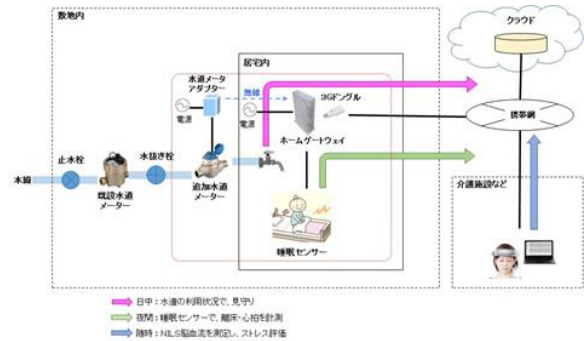 敷地内
クラウド
居宅内
水道メータ
アダプター
無線
3Gドングル
電源
電源
ホームゲートウェイ
携帯網
止水栓
水抜き栓
水線
既設水道
メーター
追加水道
メーター
介護施設など
睡眠センサー
日中：水道の利用状況で、見守り
夜間：睡眠センサーで、離床・心拍を計測
随時：NILS脳血流を測定し、ストレス評価